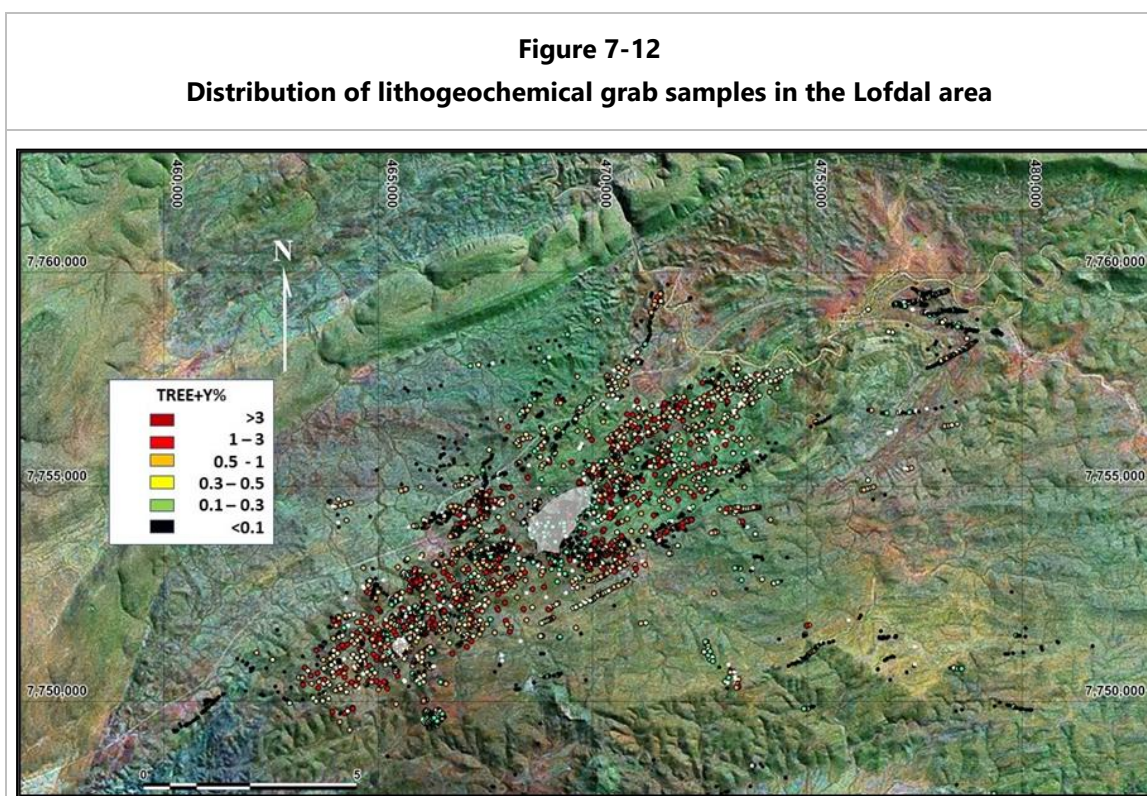 Figure 7-12
Distribution of lithogeochemical grab samples in the Lofdal area
460,000
465,000
470,000
475,000
480,000
N
7,760,000
7,760,000
TREE+Y%
>3
1 – 3
0.5 - 1
0.3 – 0.5
0.1 – 0.3
<0.1
7,755,000
7,755,000
7,750,000
7,750,000
0
5